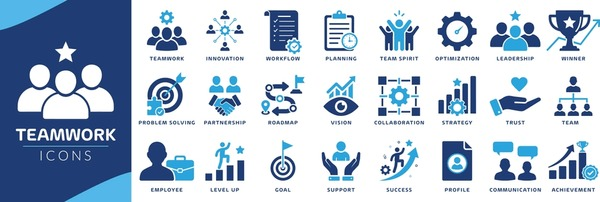 TEAMWORK
ICONS
TEAMWORK
INNOVATION
WORKFLOW
PLANNING
TEAM SPIRIT
OPTIMIZATION
LEADERSHIP
WINNER
PROBLEM SOLVING
PARTNERSHIP
ROADMAP
VISION
COLLABORATION
STRATEGY
TRUST
TEAM
EMPLOYEE
LEVEL UP
GOAL
SUPPORT
SUCCESS
PROFILE
COMMUNICATION
ACHIEVEMENT